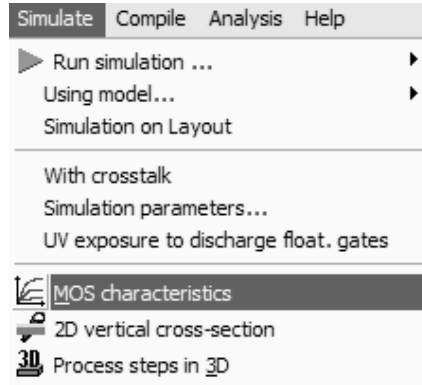 Simulate Compile Analysis Help
Run simulation ...
Using model...
Simulation on Layout
With crosstalk
Simulation parameters...
UV exposure to discharge float. gates
MOS characteristics
2D vertical cross-section
3D Process steps in 3D